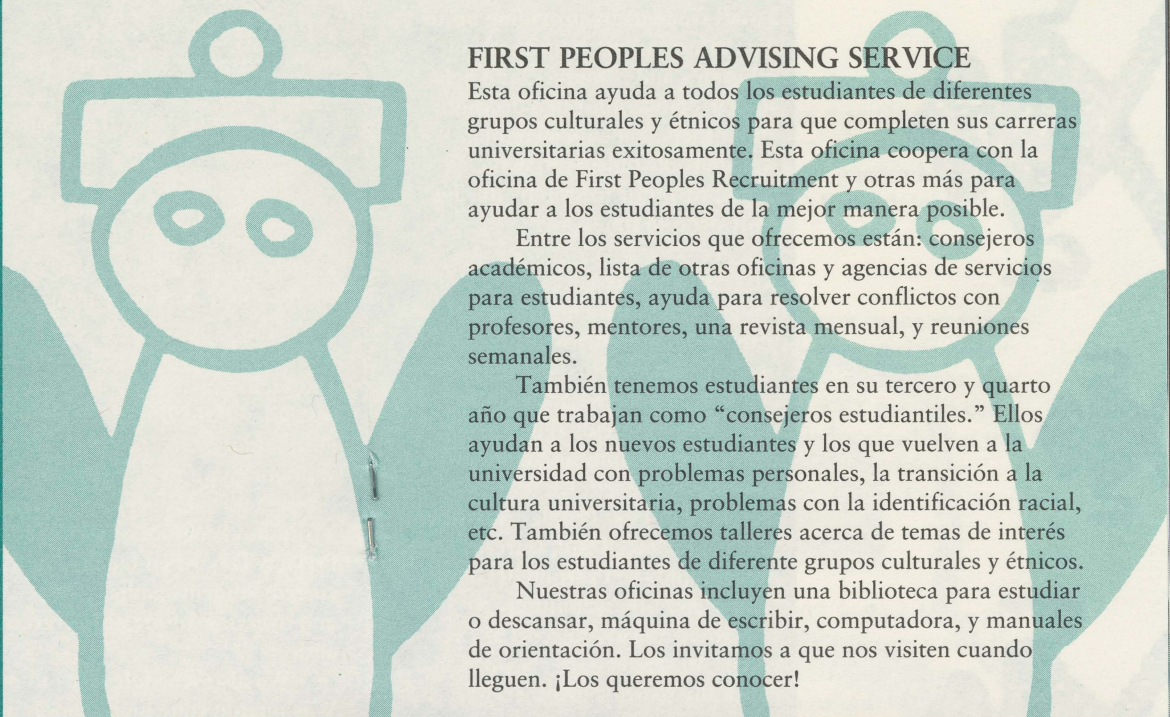 FIRST PEOPLES ADVISING SERVICE
Esta oficina ayuda a todos los estudiantes de diferentes
grupos culturales y étnicos para que completen sus carreras
universitarias exitosamente. Esta oficina coopera con la
oficina de First Peoples Recruitment y otras más para
ayudar a los estudiantes de la mejor manera posible.
Entre los servicios que ofrecemos están: consejeros
académicos, lista de otras oficinas y agencias de servicios
para estudiantes, ayuda para resolver conflictos con
profesores, mentores, una revista mensual, y reuniones
semanales.
También tenemos estudiantes en su tercero y quarto
año que trabajan como “consejeros estudiantiles.” Ellos
ayudan a los nuevos estudiantes y los que vuelven a la
universidad con problemas personales, la transición a la
cultura universitaria, problemas con la identificación racial,
etc. También ofrecemos talleres acerca de temas de interés
para los estudiantes de diferente grupos culturales y étnicos.
Nuestras oficinas incluyen una biblioteca para estudiar
o descansar, máquina de escribir, computadora, y manuales
de orientación. Los invitamos a que nos visiten cuando
lleguen. ¡Los queremos conocer!